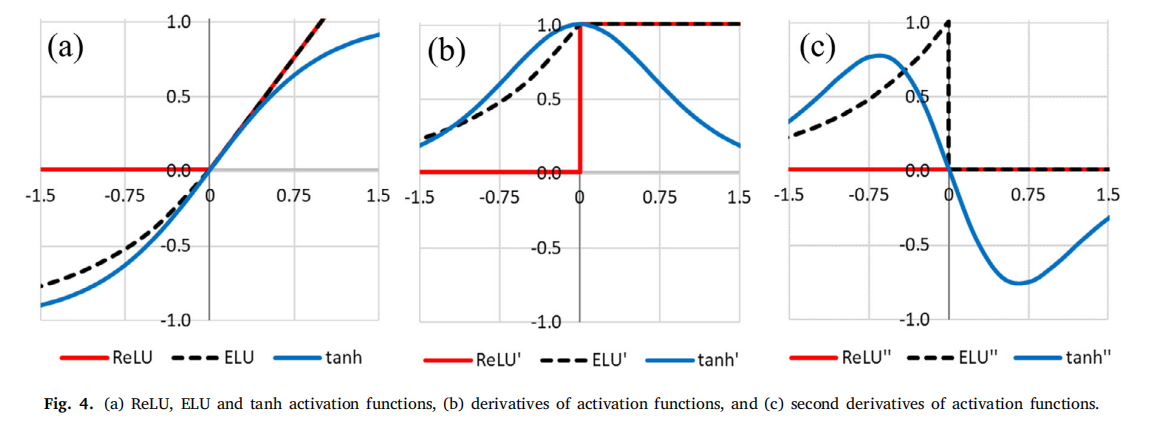 (a)
1.0
0.5
0.0
-0.5
-1.0
-1.5 -0.75 0 0.75 1.5
ReLU ELU tanh
(b)
1.0
0.5
0.0
-0.5
-1.0
-1.5 -0.75 0 0.75 1.5
ReLU' ELU' tanh'
(c)
1.0
0.5
0.0
-0.5
-1.0
-1.5 -0.75 0 0.75 1.5
ReLU" ELU" tanh"
Fig. 4. (a) ReLU, ELU and tanh activation functions, (b) derivatives of activation functions, and (c) second derivatives of activation functions.